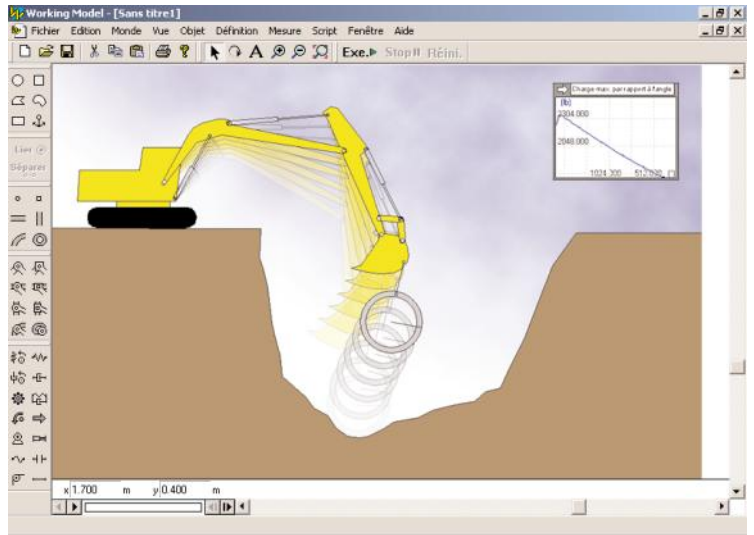 Working Model - [Sans titre1]
Fichier Edition Monde Vue Objet Définition Mesure Script Fenêtre Aide
A Exe. Stop Réini.
Charge max. par rapport à l'angle
(lb)
3304.000
2048.000
1024.300 512.000
Lier
Séparer
x 1.700 m y 0.400 m